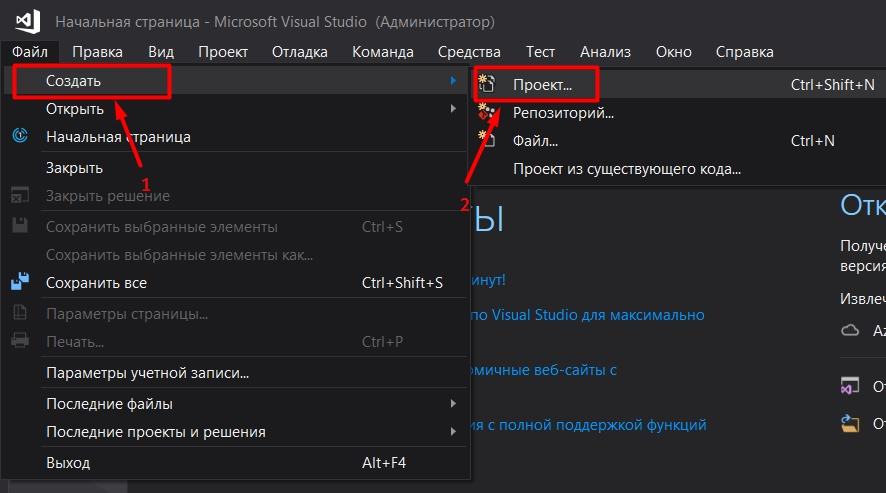 Начальная страница - Microsoft Visual Studio (Администратор)
Файл Правка Вид Проект Отладка Команда Средства Тест Анализ Окно Справка
Создать
Открыть
Начальная страница
Закрыть
Закрыть решение
Сохранить выбранные элементы Ctrl+S
Сохранить выбранные элементы как...
Сохранить все Ctrl+Shift+S
Параметры страницы...
Печать... Ctrl+P
Параметры учетной записи...
Последние файлы
Последние проекты и решения
Выход Alt+F4
1
Проект... Ctrl+Shift+N
Репозиторий...
Файл... Ctrl+N
Проект из существующего кода...
2
ы
инут!
по Visual Studio для максимально
омичные веб-сайты с
ия с полной поддержкой функций
Отк
Получе
версия
Извлеч
Az
От
От